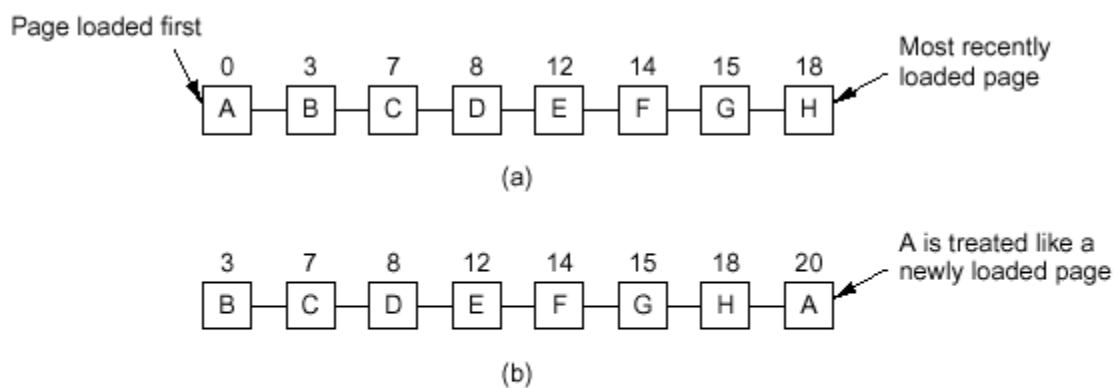 Page loaded first
Most recently
loaded page
0 3 7 8 12 14 15 18
A B C D E F G H
(a)
A is treated like a
newly loaded page
3 7 8 12 14 15 18 20
B C D E F G H A
(b)